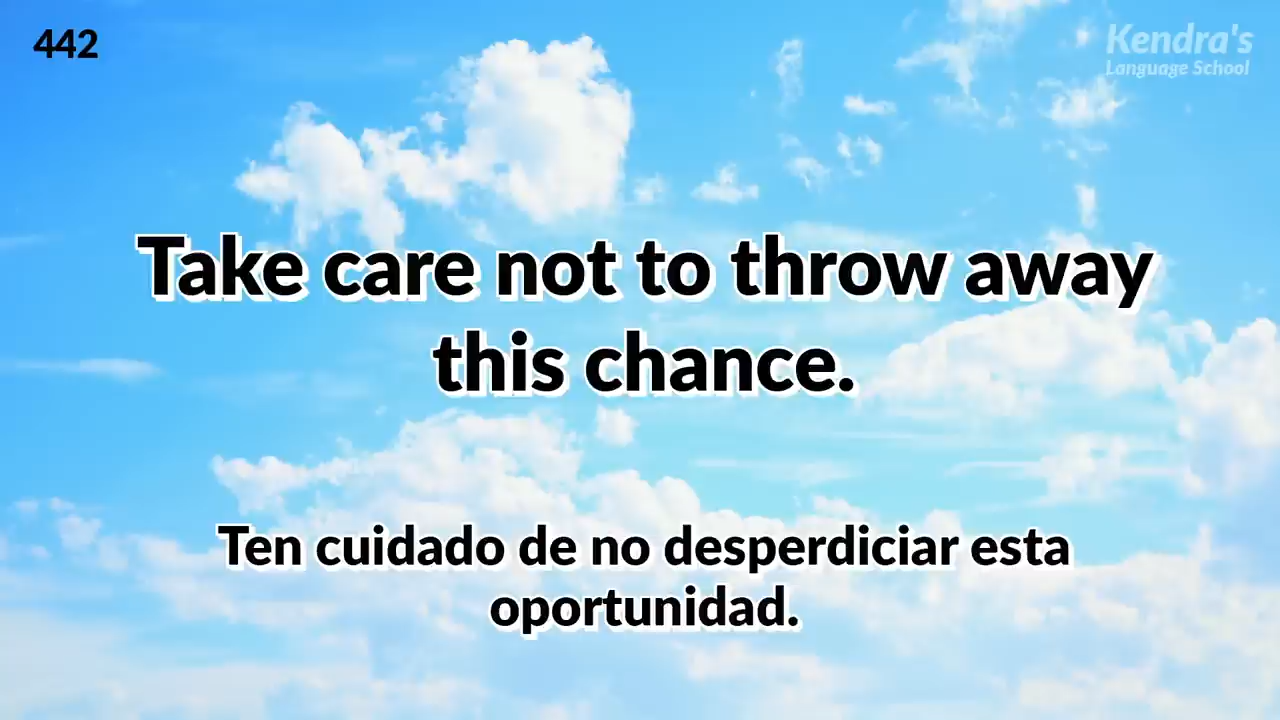 442
Kendra's
Language School
Take care not to throw away
this chance.
Ten cuidado de no desperdiciar esta
oportunidad.